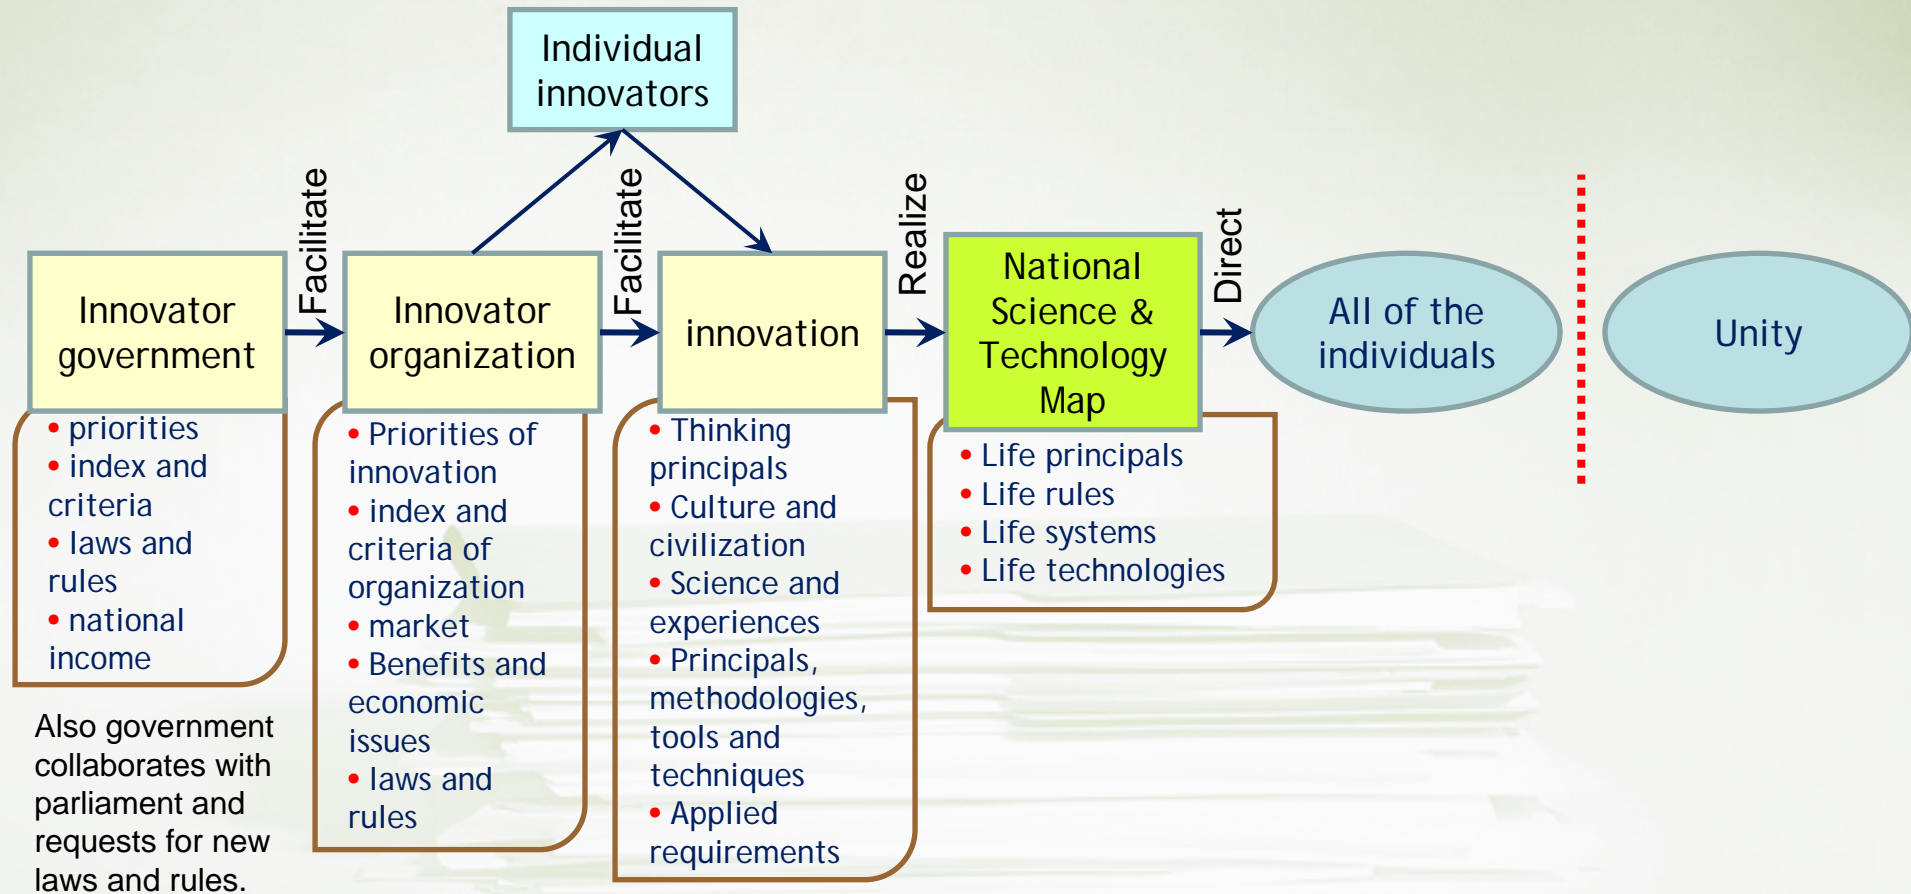 Individual
innovators
Facilitate
Facilitate
Realize
Direct
Innovator
government
Innovator
organization
innovation
National
Science &
Technology
Map
All of the
individuals
Unity
• priorities
• index and
criteria
• laws and
rules
• national
income
Also government
collaborates with
parliament and
requests for new
laws and rules.
• Priorities of
innovation
• index and
criteria of
organization
• market
• Benefits and
economic
issues
• laws and
rules
• Thinking
principals
• Culture and
civilization
• Science and
experiences
• Principals,
methodologies,
tools and
techniques
• Applied
requirements
• Life principals
• Life rules
• Life systems
• Life technologies